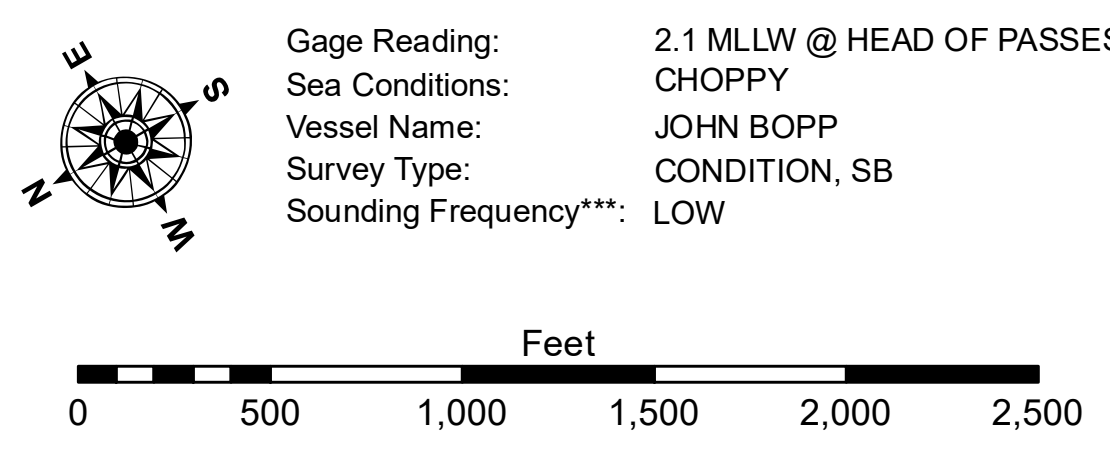 E
S
N
W
Gage Reading: 2.1 MLLW @ HEAD OF PASSES
Sea Conditions: CHOPPY
Vessel Name: JOHN BOPP
Survey Type: CONDITION, SB
Sounding Frequency***: LOW
Feet
0 500 1,000 1,500 2,000 2,500